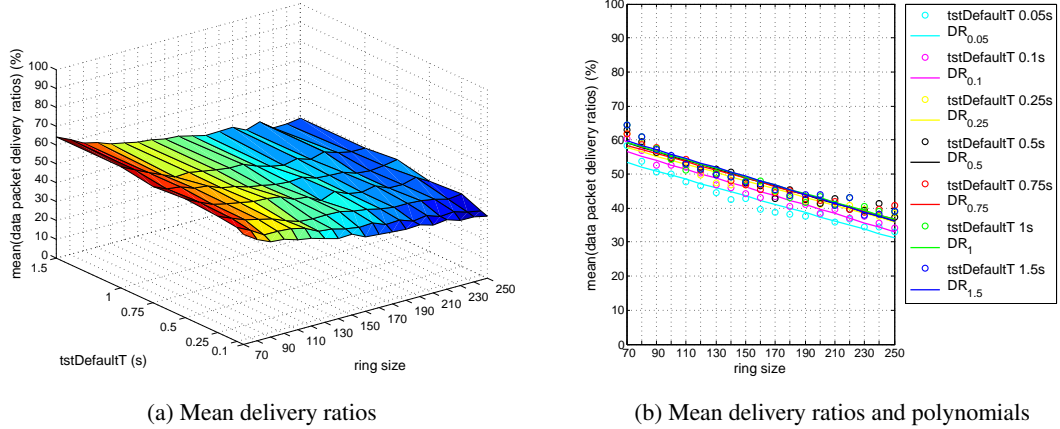 mean(data packet delivery ratios) (%)
100
90
80
70
60
50
40
30
20
10
0
1.5
1
0.75
0.5
0.25
0.1
tstDefaultT (s)
70
90
110
130
150
170
190
210
230
250
ring size
(a) Mean delivery ratios
mean(data packet delivery ratios) (%)
100
90
80
70
60
50
40
30
20
10
0
70 90 110 130 150 170 190 210 230 250
ring size
tstDefaultT 0.05s
DR0.05
tstDefaultT 0.1s
DR0.1
tstDefaultT 0.25s
DR0.25
tstDefaultT 0.5s
DR0.5
tstDefaultT 0.75s
DR0.75
tstDefaultT 1s
DR1
tstDefaultT 1.5s
DR1.5
(b) Mean delivery ratios and polynomials